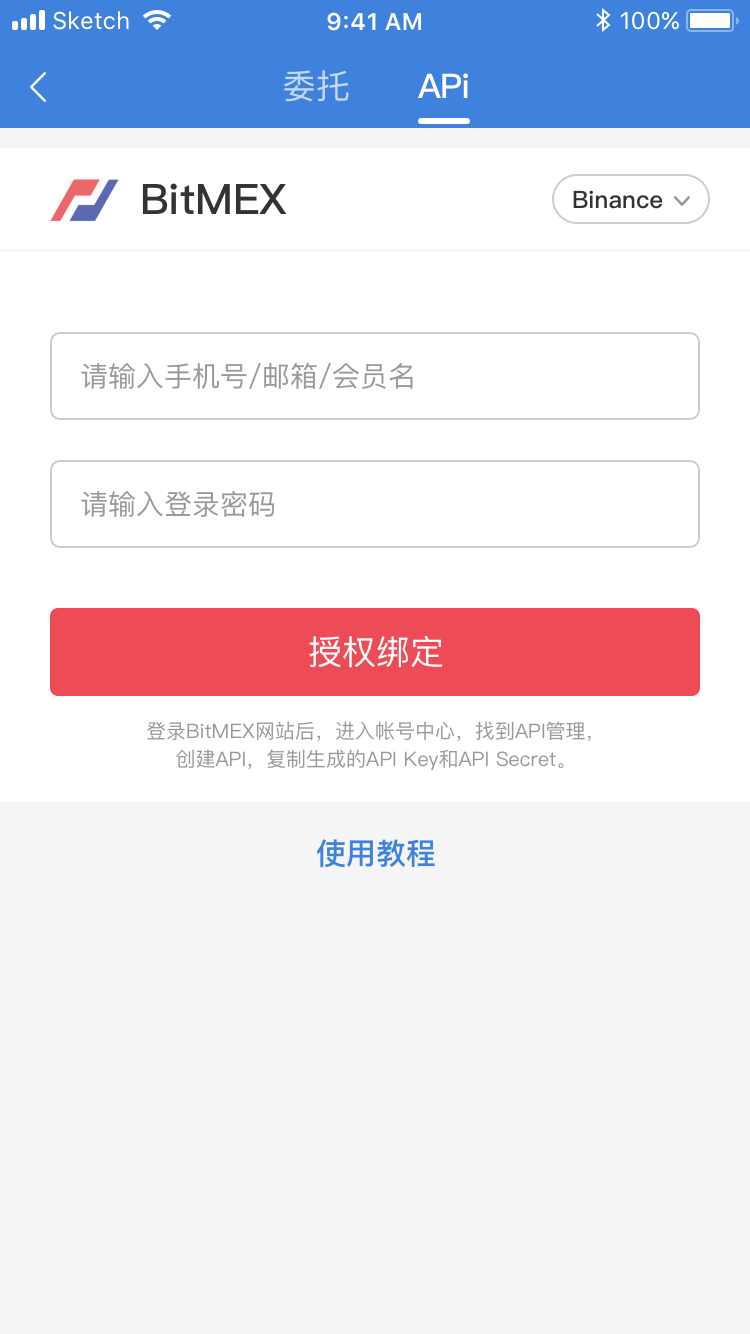 Sketch 9:41 AM 100%
委托 APi
BitMEX Binance
请输入手机号/邮箱/会员名
请输入登录密码
授权绑定
登录BitMEX网站后，进入帐号中心，找到API管理，
创建API，复制生成的API Key和API Secret。
使用教程